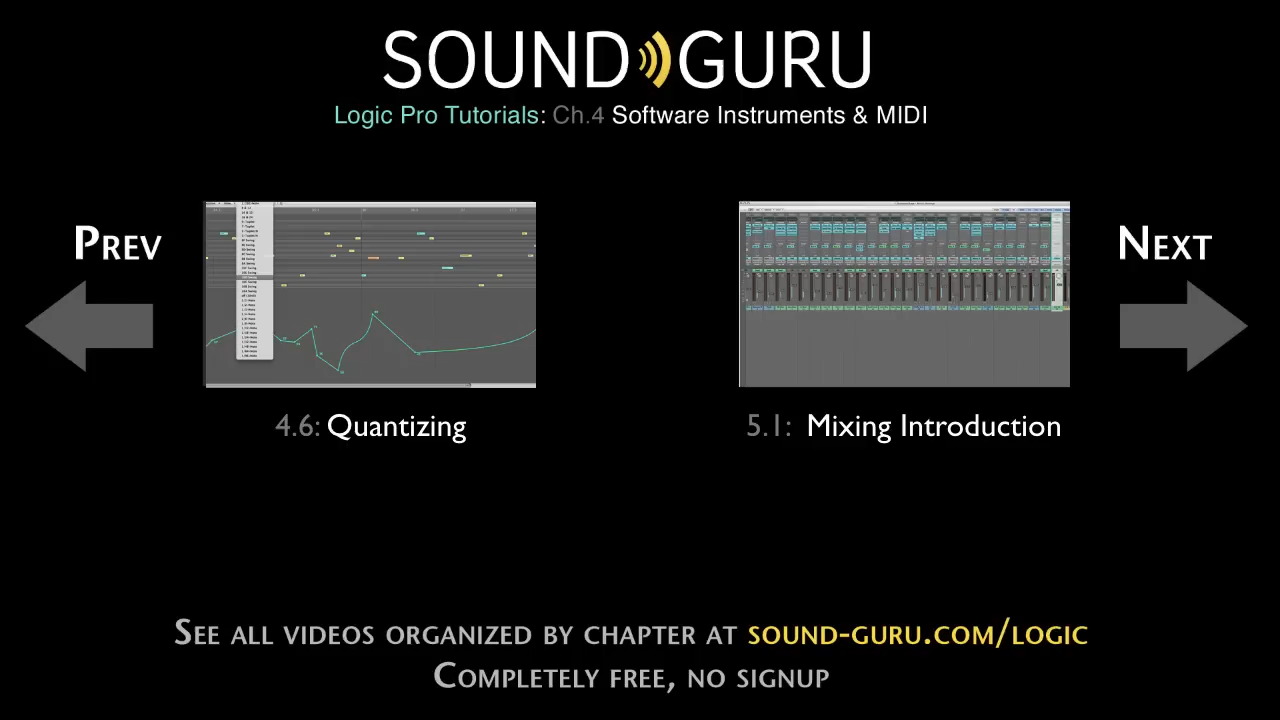 SOUND GURU
Logic Pro Tutorials: Ch.4 Software Instruments & MIDI
PREV
NEXT
4.6: Quantizing
5.1: Mixing Introduction
SEE ALL VIDEOS ORGANIZED BY CHAPTER AT SOUND-GURU.COM/LOGIC
COMPLETELY FREE, NO SIGNUP